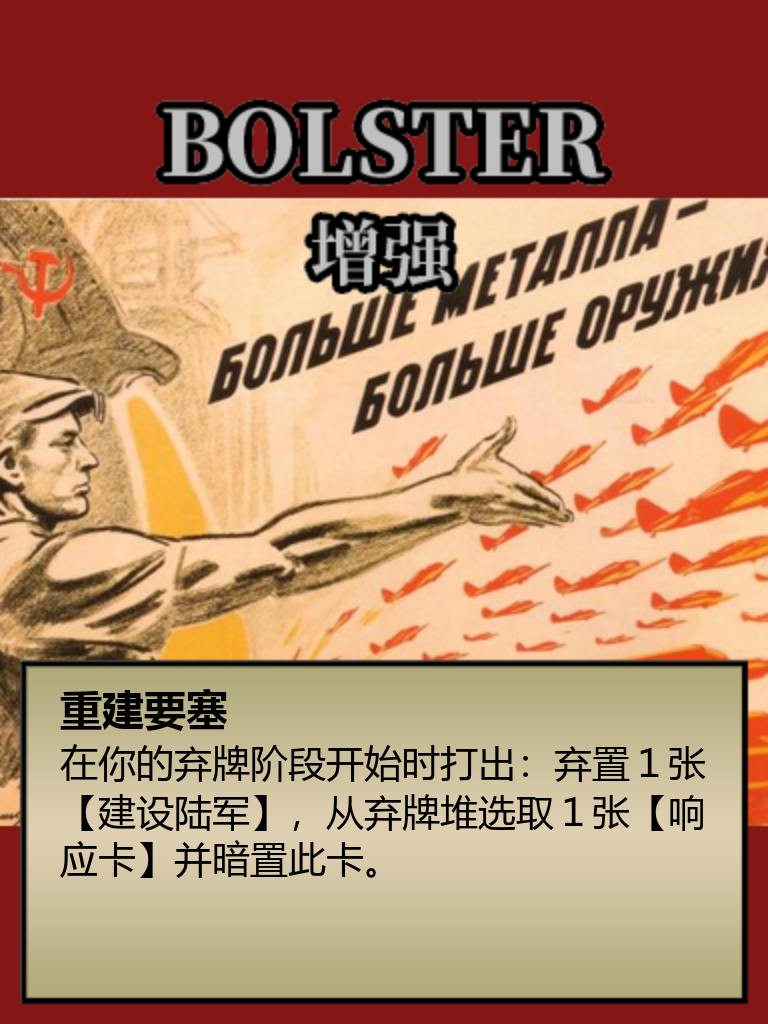 BOLSTER
增强
БОЛЬШЕ МЕТАЛЛА –
БОЛЬШЕ ОРУЖИЯ
重建要塞
在你的弃牌阶段开始时打出：弃置1张
【建设陆军】，从弃牌堆选取1张【响
应卡】并暗置此卡。